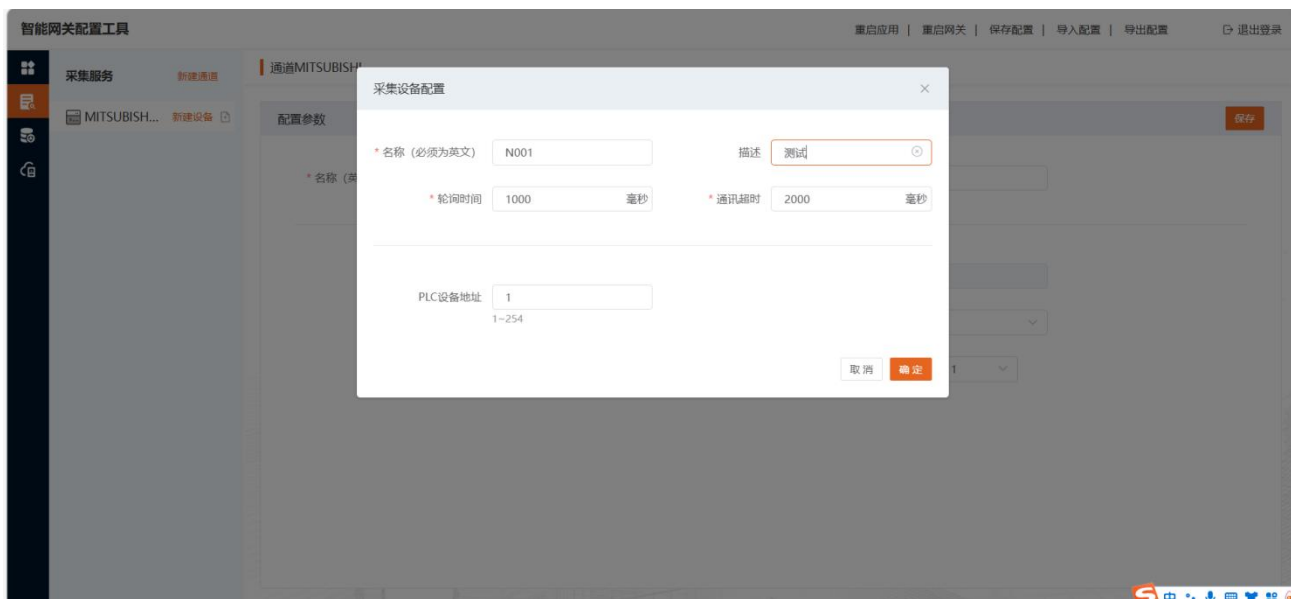 智能网关配置工具 重启应用 | 重启网关 | 保存配置 | 导入配置 | 导出配置 退出登录
采集服务 新建通道 通道MITSUBISHI
采集设备配置
MITSUBISH... 新建设备 配置参数 保存
* 名称（必须为英文） N001 描述 测试
* 名称（英
* 轮询时间 1000 毫秒 * 通讯超时 2000 毫秒
PLC设备地址 1
1~254
取消 确定 1
中